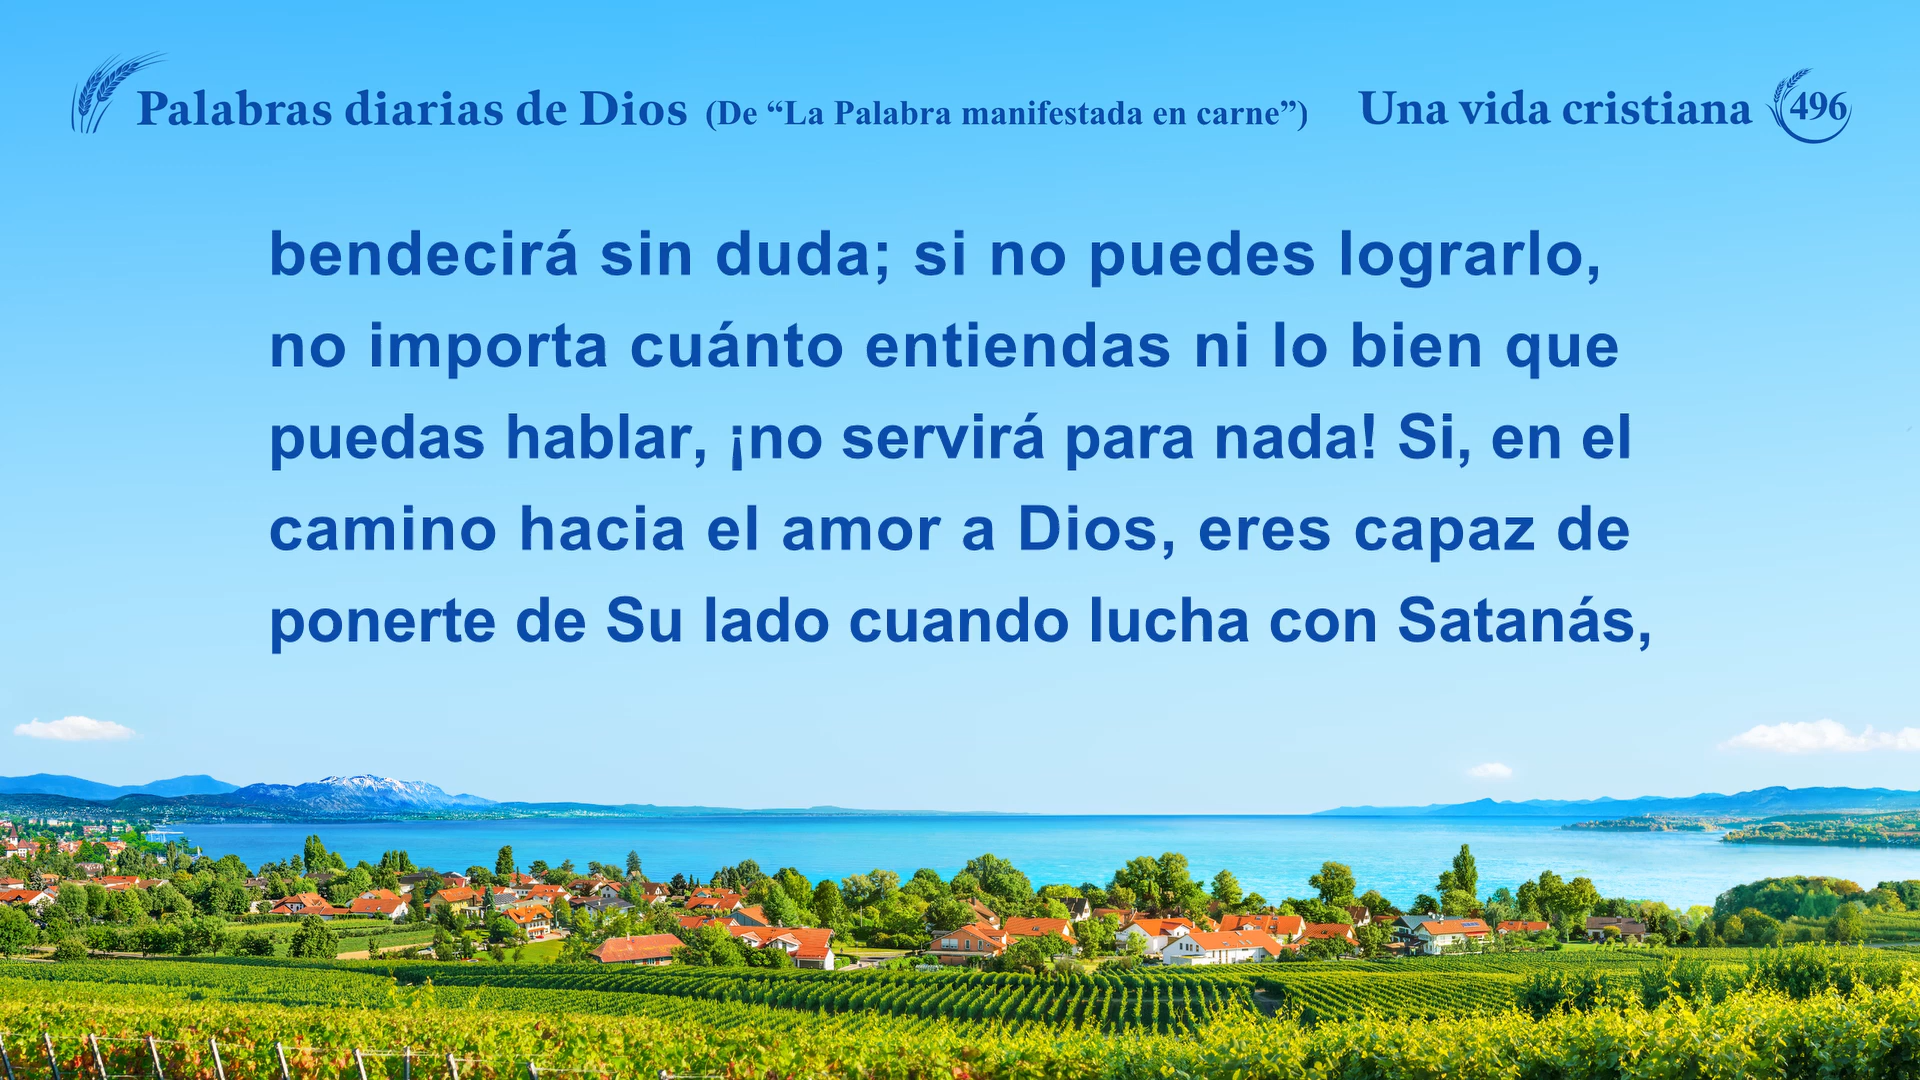 Palabras diarias de Dios (De “La Palabra manifestada en carne”) Una vida cristiana 496
bendecirá sin duda; si no puedes lograrlo,
no importa cuánto entiendas ni lo bien que
puedas hablar, ¡no servirá para nada! Si, en el
camino hacia el amor a Dios, eres capaz de
ponerte de Su lado cuando lucha con Satanás,